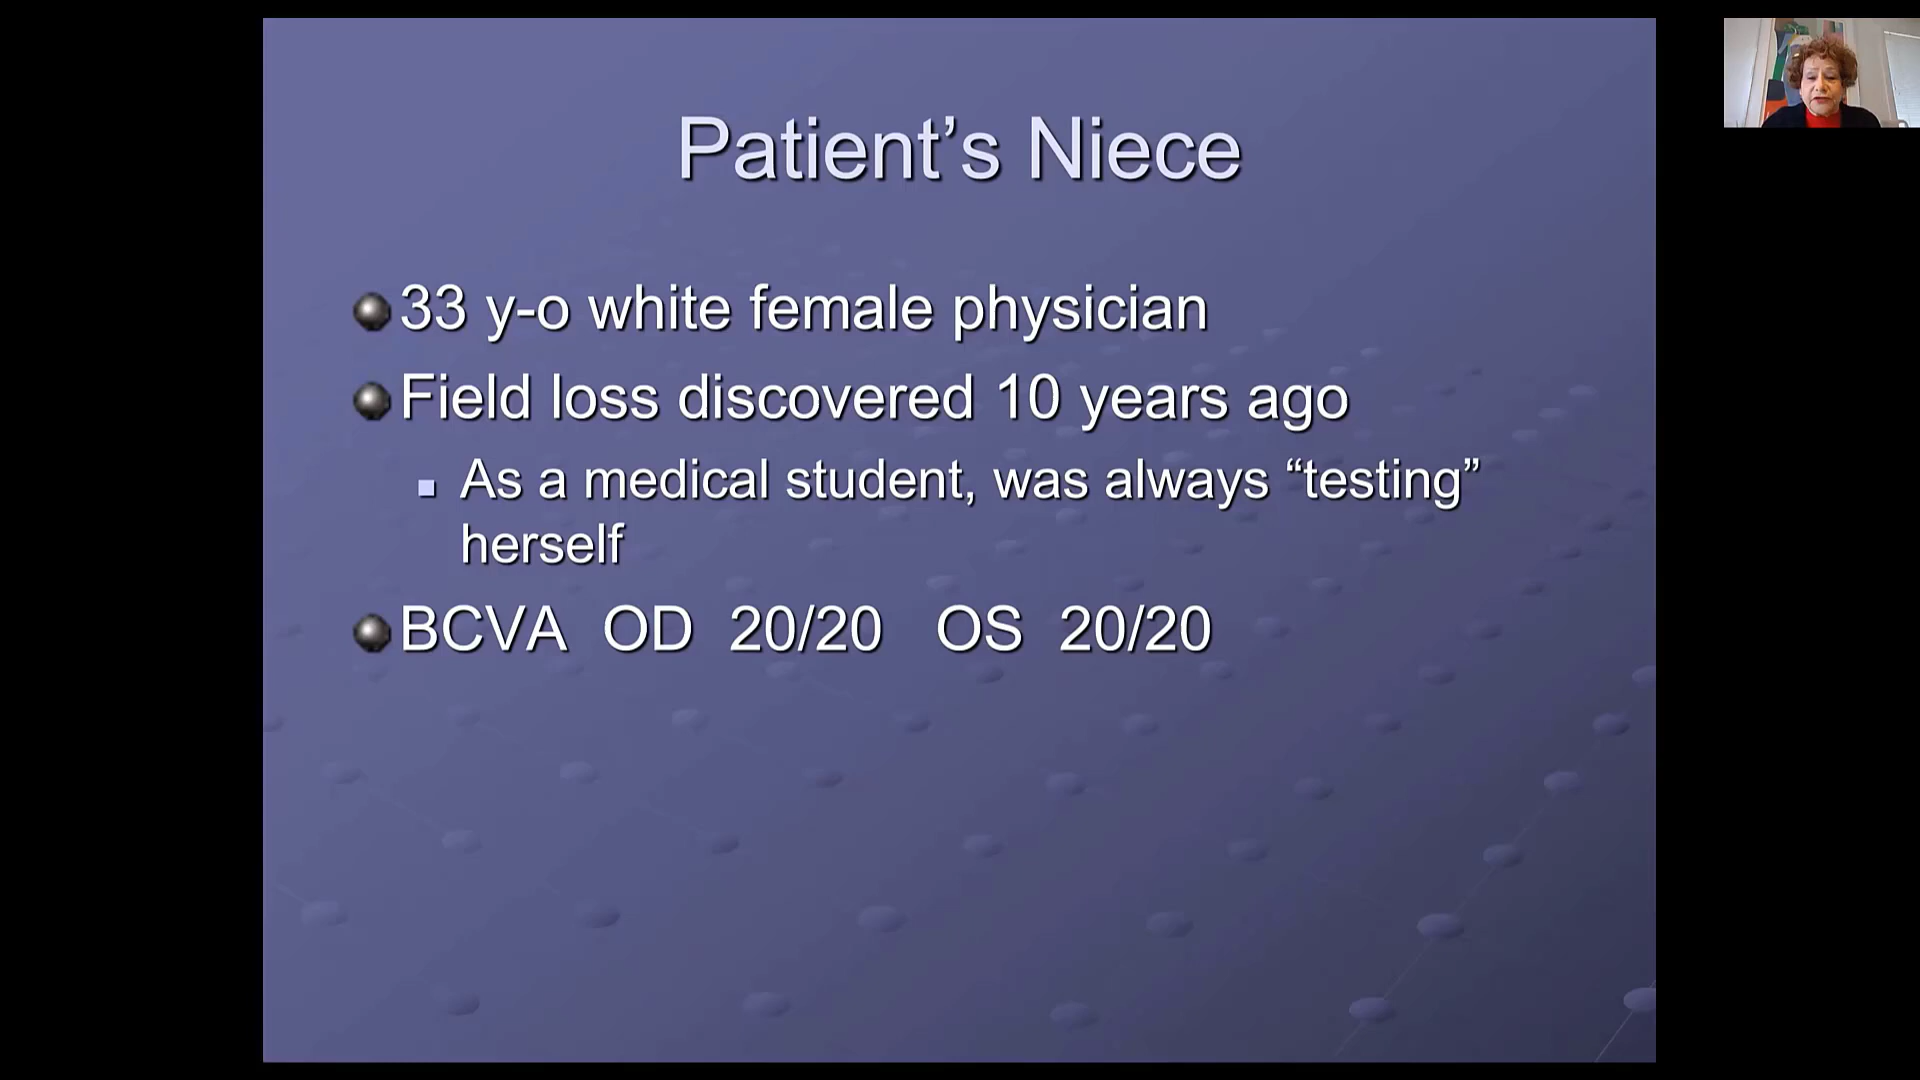 Patient’s Niece
33 y-o white female physician
Field loss discovered 10 years ago
As a medical student, was always “testing”
herself
BCVA OD 20/20 OS 20/20